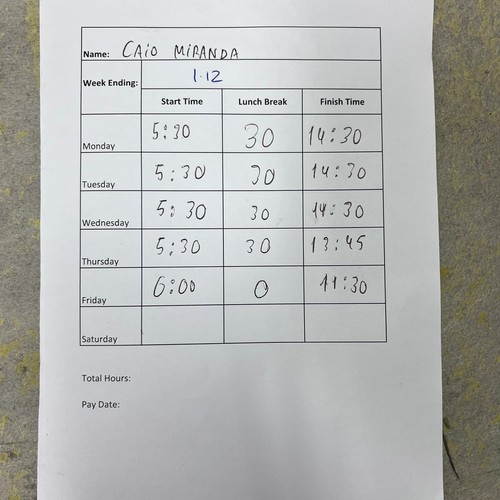 Name: CAIO MIRANDA
Week Ending: 1.12
Start Time Lunch Break Finish Time
Monday 5:30 30 14:30
Tuesday 5:30 30 14:30
Wednesday 5:30 30 14:30
Thursday 5:30 30 13:45
Friday 6:00 0 11:30
Saturday
Total Hours:
Pay Date: